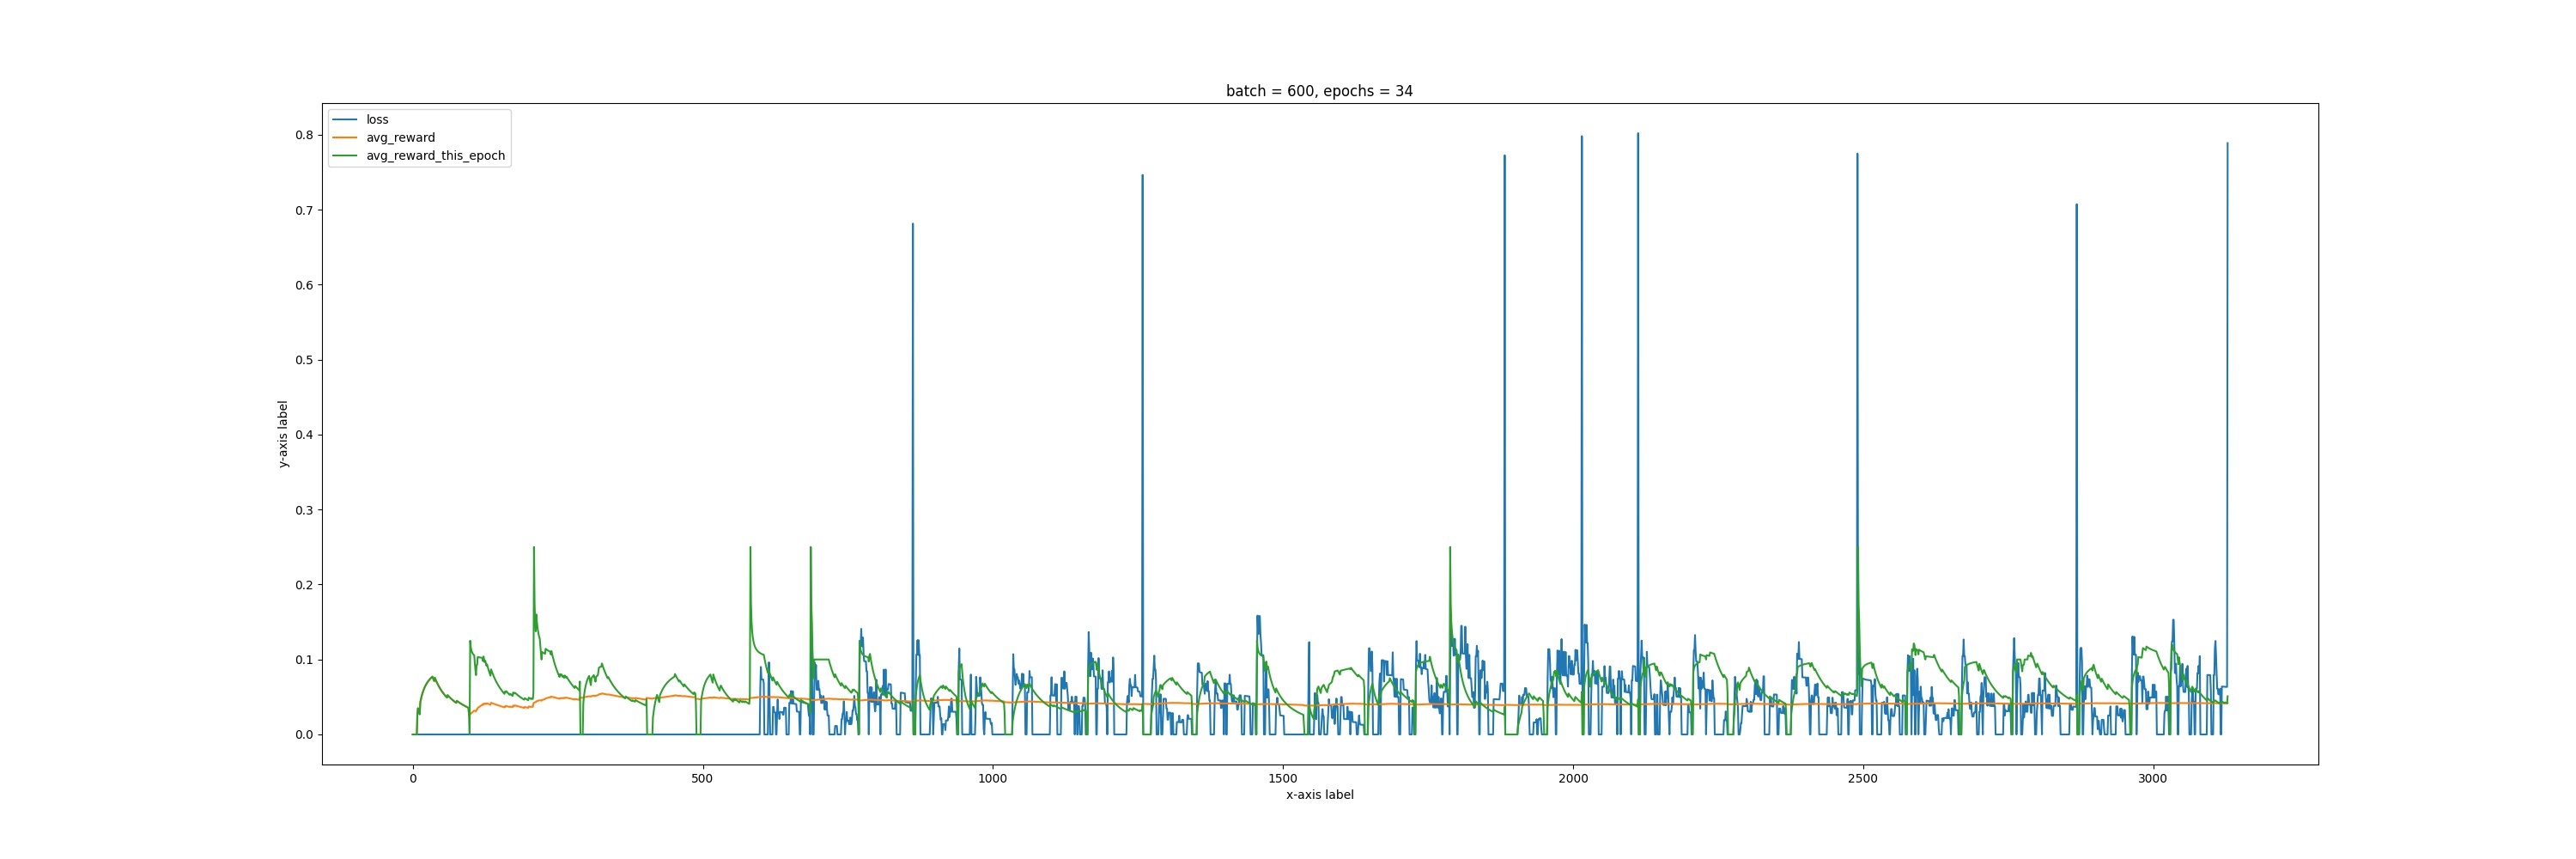 batch = 600, epochs = 34
loss
avg_reward
avg_reward_this_epoch
0.8
0.7
0.6
0.5
0.4
0.3
0.2
0.1
0.0
y-axis label
0 500 1000 1500 2000 2500 3000
x-axis label